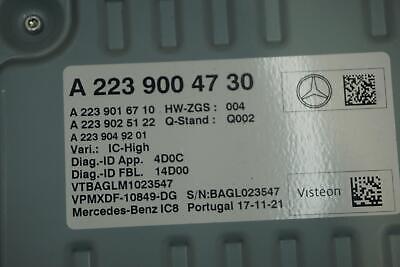 A 223 900 47 30
A 223 901 67 10 HW-ZGS : 004
A 223 902 51 22 Q-Stand : Q002
A 223 904 92 01
Vari.: IC-High
Diag.-ID App. 4D0C
Diag.-ID FBL. 14D00
VTBAGLM1023547
VPMXDF-10849-DG S/N:BAGL023547
Mercedes-Benz IC8 Portugal 17-11-21
Visteon